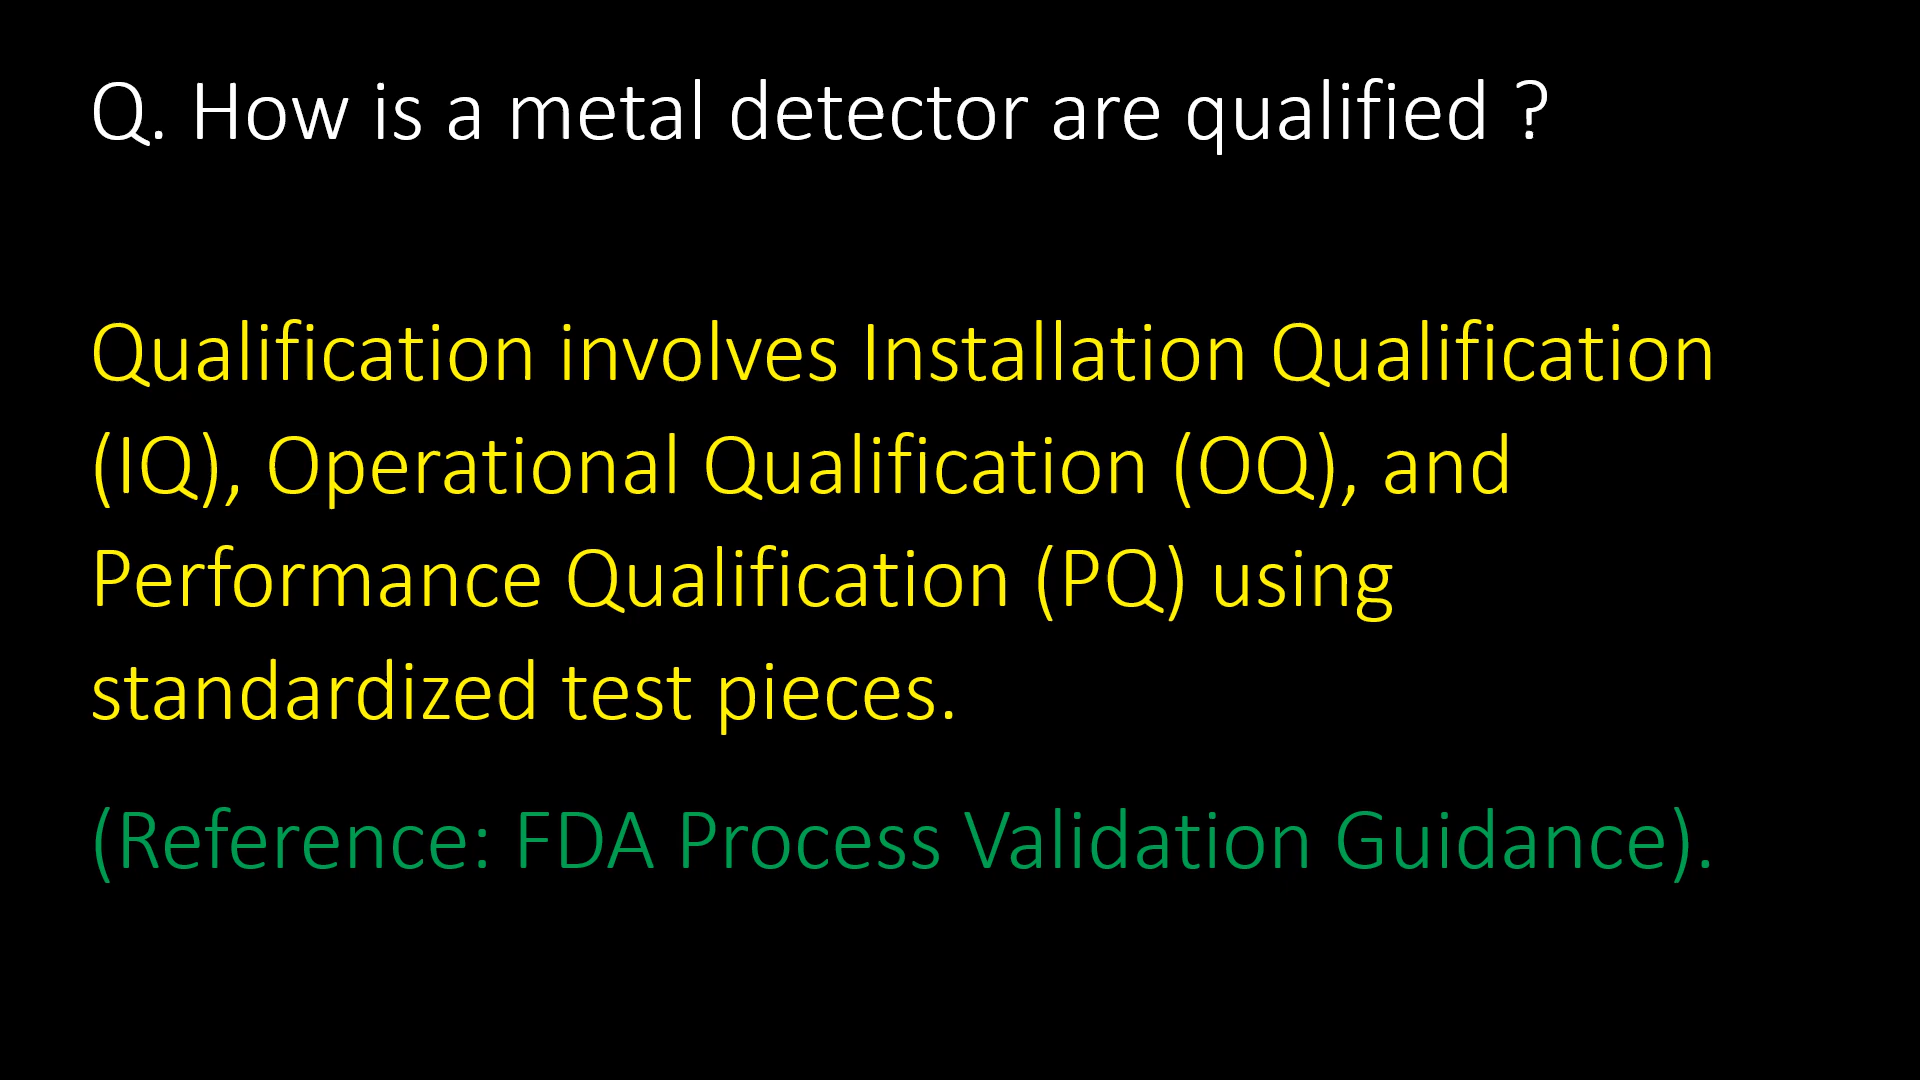 Q. How is a metal detector are qualified ?
Qualification involves Installation Qualification
(IQ), Operational Qualification (OQ), and
Performance Qualification (PQ) using
standardized test pieces.
(Reference: FDA Process Validation Guidance).